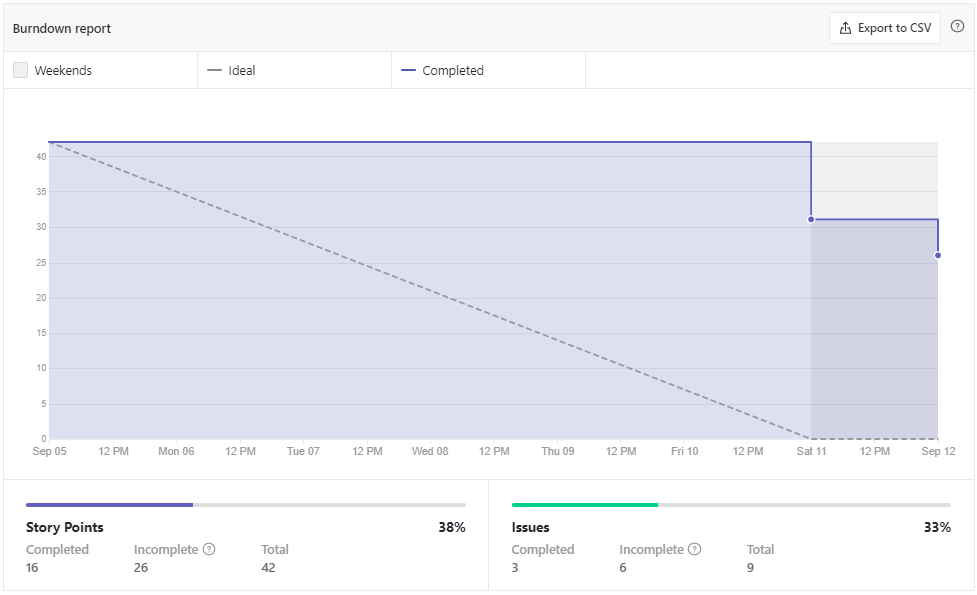 Burndown report
Export to CSV
Weekends
Ideal
Completed
40
35
30
25
20
15
10
5
0
Sep 05 12 PM Mon 06 12 PM Tue 07 12 PM Wed 08 12 PM Thu 09 12 PM Fri 10 12 PM Sat 11 12 PM Sep 12
Story Points 38%
Completed Incomplete ? Total
16 26 42
Issues 33%
Completed Incomplete ? Total
3 6 9